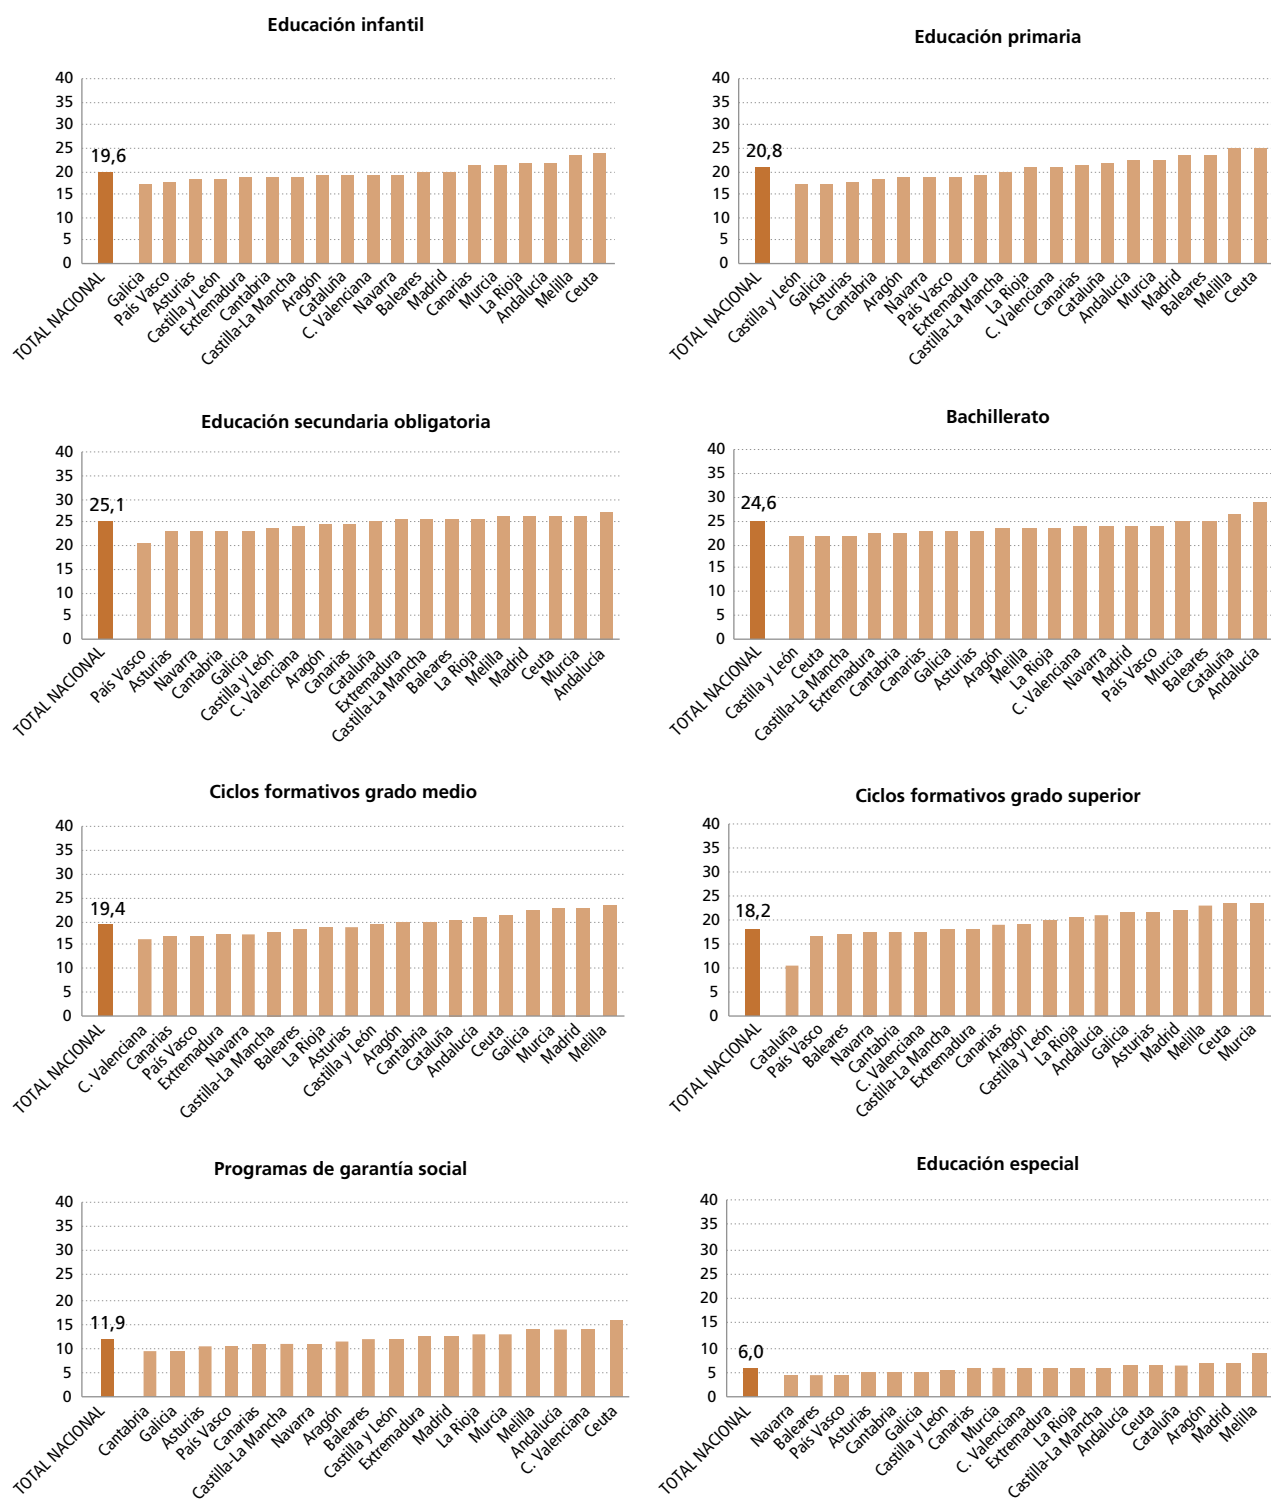 Educación infantil
40
35
30
25
20
15
10
5
0
19,6
TOTAL NACIONAL
Galicia
País Vasco
Asturias
Castilla y León
Extremadura
Cantabria
Castilla-La Mancha
Aragón
Cataluña
C. Valenciana
Navarra
Baleares
Madrid
Canarias
Murcia
La Rioja
Andalucía
Melilla
Ceuta
Educación primaria
40
35
30
25
20
15
10
5
0
20,8
TOTAL NACIONAL
Castilla y León
Galicia
Asturias
Cantabria
Aragón
Navarra
País Vasco
Extremadura
Castilla-La Mancha
La Rioja
C. Valenciana
Canarias
Cataluña
Andalucía
Murcia
Madrid
Baleares
Melilla
Ceuta
Educación secundaria obligatoria
40
35
30
25
20
15
10
5
0
25,1
TOTAL NACIONAL
País Vasco
Asturias
Navarra
Cantabria
Galicia
Castilla y León
C. Valenciana
Aragón
Canarias
Cataluña
Extremadura
Castilla-La Mancha
Baleares
La Rioja
Melilla
Madrid
Ceuta
Murcia
Andalucía
Bachillerato
40
35
30
25
20
15
10
5
0
24,6
TOTAL NACIONAL
Castilla y León
Ceuta
Castilla-La Mancha
Extremadura
Cantabria
Canarias
Galicia
Asturias
Aragón
Melilla
La Rioja
C. Valenciana
Navarra
Madrid
País Vasco
Murcia
Baleares
Cataluña
Andalucía
Ciclos formativos grado medio
40
35
30
25
20
15
10
5
0
19,4
TOTAL NACIONAL
C. Valenciana
Canarias
País Vasco
Extremadura
Navarra
Castilla-La Mancha
Baleares
La Rioja
Asturias
Castilla y León
Aragón
Cantabria
Cataluña
Andalucía
Ceuta
Galicia
Murcia
Madrid
Melilla
Ciclos formativos grado superior
40
35
30
25
20
15
10
5
0
18,2
TOTAL NACIONAL
Cataluña
País Vasco
Baleares
Navarra
Cantabria
C. Valenciana
Castilla-La Mancha
Extremadura
Canarias
Aragón
Castilla y León
La Rioja
Andalucía
Galicia
Asturias
Madrid
Melilla
Ceuta
Murcia
Programas de garantía social
40
35
30
25
20
15
10
5
0
11,9
TOTAL NACIONAL
Cantabria
Galicia
Asturias
País Vasco
Canarias
Castilla-La Mancha
Navarra
Aragón
Baleares
Castilla y León
Extremadura
Madrid
La Rioja
Murcia
Melilla
Andalucía
C. Valenciana
Ceuta
Educación especial
40
35
30
25
20
15
10
5
0
6,0
TOTAL NACIONAL
Navarra
Baleares
País Vasco
Asturias
Cantabria
Galicia
Castilla y León
Canarias
Murcia
C. Valenciana
Extremadura
La Rioja
Castilla-La Mancha
Andalucía
Ceuta
Cataluña
Aragón
Madrid
Melilla